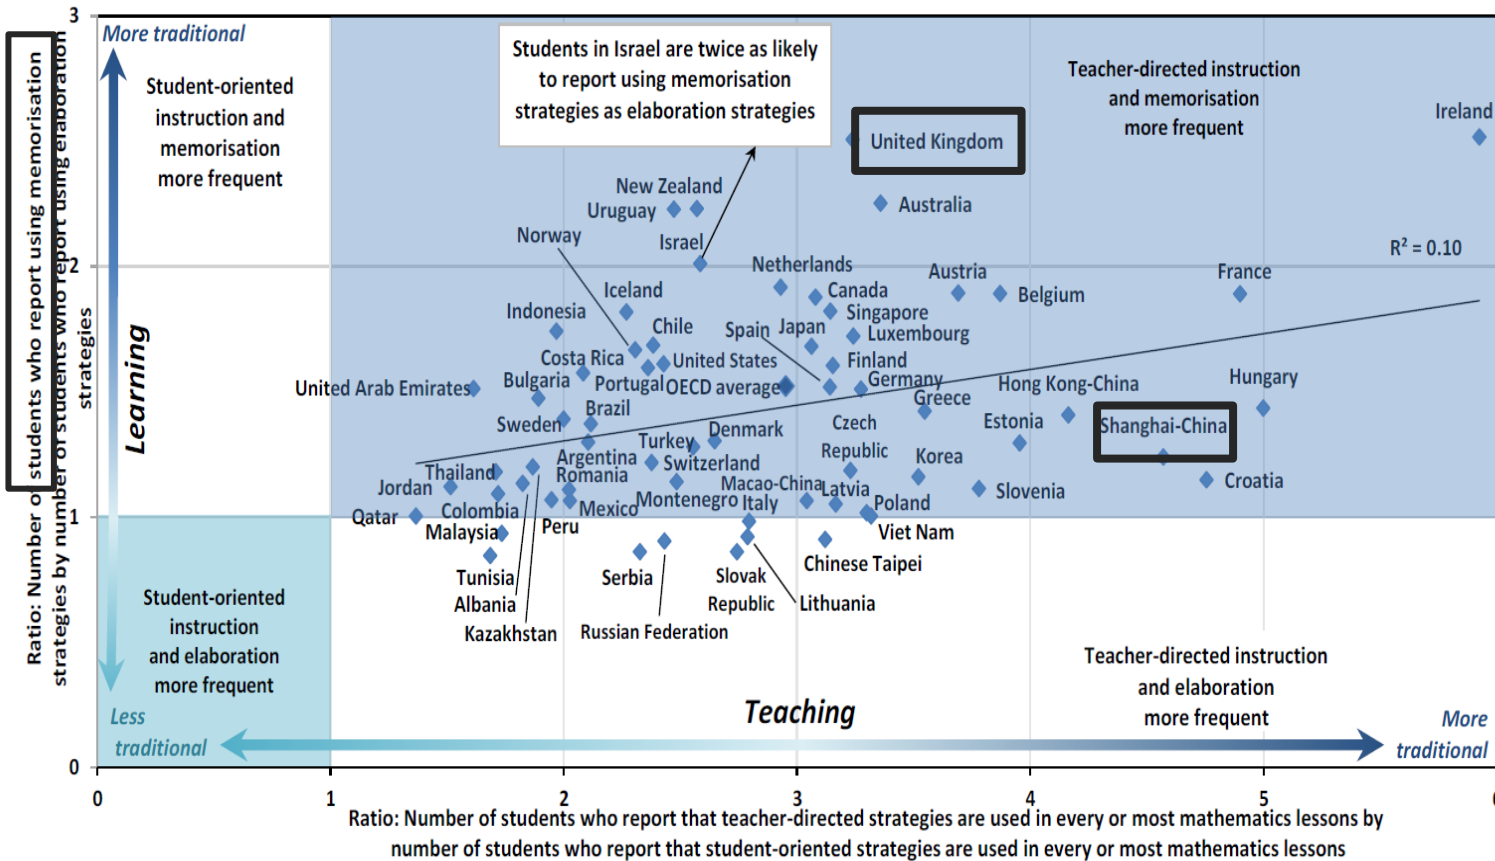 3
More traditional
Student-oriented
instruction and
memorisation
more frequent
Students in Israel are twice as likely
to report using memorisation
strategies as elaboration strategies
Teacher-directed instruction
and memorisation
more frequent
Ireland
United Kingdom
New Zealand
Uruguay
Australia
Norway
Israel
R² = 0.10
2
Netherlands
Austria
France
Iceland
Canada
Belgium
Indonesia
Singapore
Chile
Spain
Japan
Luxembourg
Costa Rica
United States
Finland
United Arab Emirates
Bulgaria
Portugal
OECD average
Germany
Hong Kong-China
Hungary
Greece
Sweden
Brazil
Czech
Republic
Estonia
Shanghai-China
Turkey
Denmark
Argentina
Switzerland
Korea
Thailand
Romania
Macao-China
Croatia
Jordan
Montenegro
Latvia
Slovenia
Colombia
Mexico
Italy
Poland
Qatar
1
Malaysia
Peru
Viet Nam
Tunisia
Serbia
Slovak
Republic
Chinese Taipei
Albania
Lithuania
Kazakhstan
Russian Federation
Student-oriented
instruction
and elaboration
more frequent
Teacher-directed instruction
and elaboration
more frequent
Less
traditional
Teaching
More
traditional
0
0 1 2 3 4 5
Ratio: Number of students who report that teacher-directed strategies are used in every or most mathematics lessons by
number of students who report that student-oriented strategies are used in every or most mathematics lessons
Ratio: Number of students who report using memorisation
strategies by number of students who report using elaboration
strategies
Learning